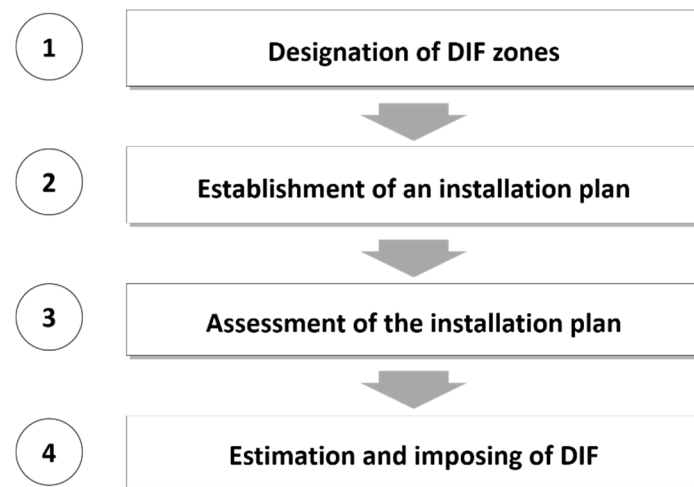 1
Designation of DIF zones
2
Establishment of an installation plan
3
Assessment of the installation plan
4
Estimation and imposing of DIF